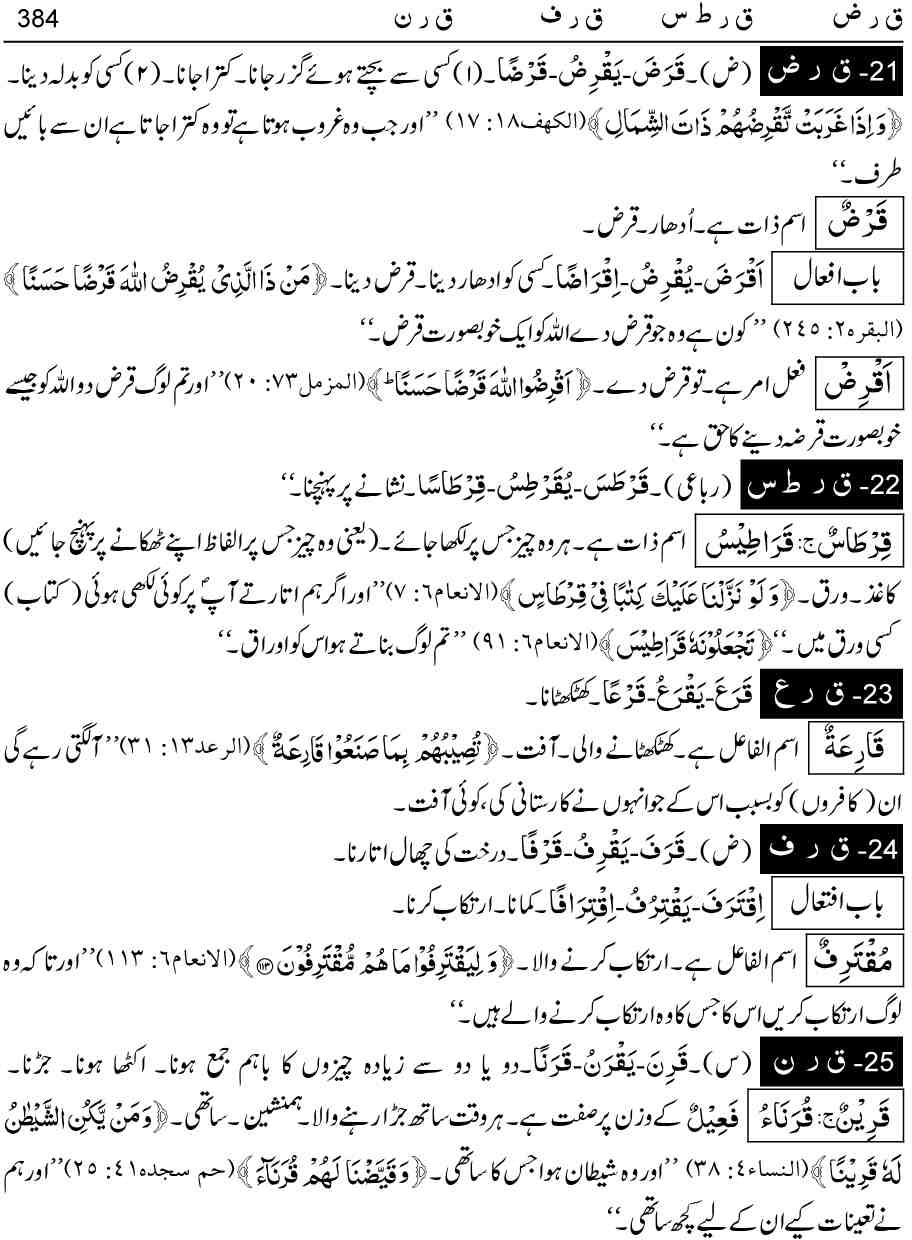 ق ر ض ق ر ط س ق ر ف ق ر ن 384
21- ق ر ض (ض)۔ قَرَضَ-يَقْرِضُ-قَرْضًا۔ (۱) کسی سے بچتے ہوئے گزر جانا۔ کترا جانا۔ (۲) کسی کو بدلہ دینا۔
﴿وَ اِذَا غَرَبَتْ تَّقْرِضُهُمْ ذَاتَ الشِّمَالِ﴾ (الکهف۱۸: ۱۷) ’’اور جب وہ غروب ہوتا ہے تو وہ کترا جاتا ہے ان سے بائیں
طرف۔‘‘
قَرْضٌ اسم ذات ہے۔ اُدھار۔ قرض۔
باب افعال اَقْرَضَ-يُقْرِضُ-اِقْرَاضًا۔ کسی کو ادھار دینا۔ قرض دینا۔ ﴿مَنْ ذَا الَّذِيْ يُقْرِضُ اللّٰهَ قَرْضًا حَسَنًا﴾
(البقره۲: ۲٤٥) ’’کون ہے وہ جو قرض دے اللہ کو ایک خوبصورت قرض۔‘‘
اَقْرِضْ فعل امر ہے۔ تو قرض دے۔ ﴿اَقْرِضُوا اللّٰهَ قَرْضًا حَسَنًا ؕ﴾ (المزمل۷۳: ۲۰) ’’اور تم لوگ قرض دو اللہ کو جیسے
خوبصورت قرضہ دینے کا حق ہے۔‘‘
22- ق ر ط س (رباعی)۔ قَرْطَسَ-يُقَرْطِسُ-قِرْطَاسًا۔ نشانے پر پہنچنا۔‘‘
قِرْطَاسٌ ج: قَرَاطِيْسُ اسم ذات ہے۔ ہر وہ چیز جس پر لکھا جائے۔ (یعنی وہ چیز جس پر الفاظ اپنے ٹھکانے پر پہنچ جائیں)
کاغذ۔ ورق۔ ﴿وَ لَوْ نَزَّلْنَا عَلَيْكَ كِتٰبًا فِيْ قِرْطَاسٍ﴾ (الانعام٦: ۷) ’’اور اگر ہم اتارتے آپؐ پر کوئی لکھی ہوئی (کتاب)
کسی ورق میں۔‘‘ ﴿تَجْعَلُوْنَهٗ قَرَاطِيْسَ﴾ (الانعام٦: ۹۱) ’’تم لوگ بناتے ہو اس کو اوراق۔‘‘
23- ق ر ع قَرَعَ-يَقْرَعُ-قَرْعًا۔ کھٹکھٹانا۔
قَارِعَةٌ اسم الفاعل ہے۔ کھٹکھٹانے والی۔ آفت۔ ﴿تُصِيْبُهُمْ بِمَا صَنَعُوْا قَارِعَةٌ﴾ (الرعد۱۳: ۳۱) ’’آ لگتی رہے گی
ان (کافروں) کو بسبب اس کے جو انہوں نے کارستانی کی، کوئی آفت۔
24- ق ر ف (ض)۔ قَرَفَ-يَقْرِفُ-قَرْفًا۔ درخت کی چھال اتارنا۔
باب افتعال اِقْتَرَفَ-يَقْتِرُفُ-اِقْتِرَافًا۔ کمانا۔ ارتکاب کرنا۔
مُقْتَرِفٌ اسم الفاعل ہے۔ ارتکاب کرنے والا۔ ﴿وَ لِيَقْتَرِفُوْا مَا هُمْ مُّقْتَرِفُوْنَ ۝۱۱۳﴾ (الانعام٦: ۱۱۳) ’’اور تاکہ وہ
لوگ ارتکاب کریں اس کا جس کا وہ ارتکاب کرنے والے ہیں۔‘‘
25- ق ر ن (س)۔ قَرِنَ-يَقْرَنُ-قَرَنًا۔ دو یا دو سے زیادہ چیزوں کا باہم جمع ہونا۔ اکٹھا ہونا۔ جڑنا۔
قَرِيْنٌ ج: قُرَنَاءُ فَعِيْلٌ کے وزن پر صفت ہے۔ ہر وقت ساتھ جڑا رہنے والا۔ ہمنشین۔ ساتھی۔ ﴿وَ مَنْ يَّكُنِ الشَّيْطٰنُ
لَهٗ قَرِيْنًا﴾ (النساء٤: ۳۸) ’’اور وہ شیطان ہوا جس کا ساتھی۔ ﴿وَ قَيَّضْنَا لَهُمْ قُرَنَآءَ﴾ (حم سجده٤۱: ۲٥) ’’اور ہم
نے تعینات کیے ان کے لیے کچھ ساتھی۔‘‘